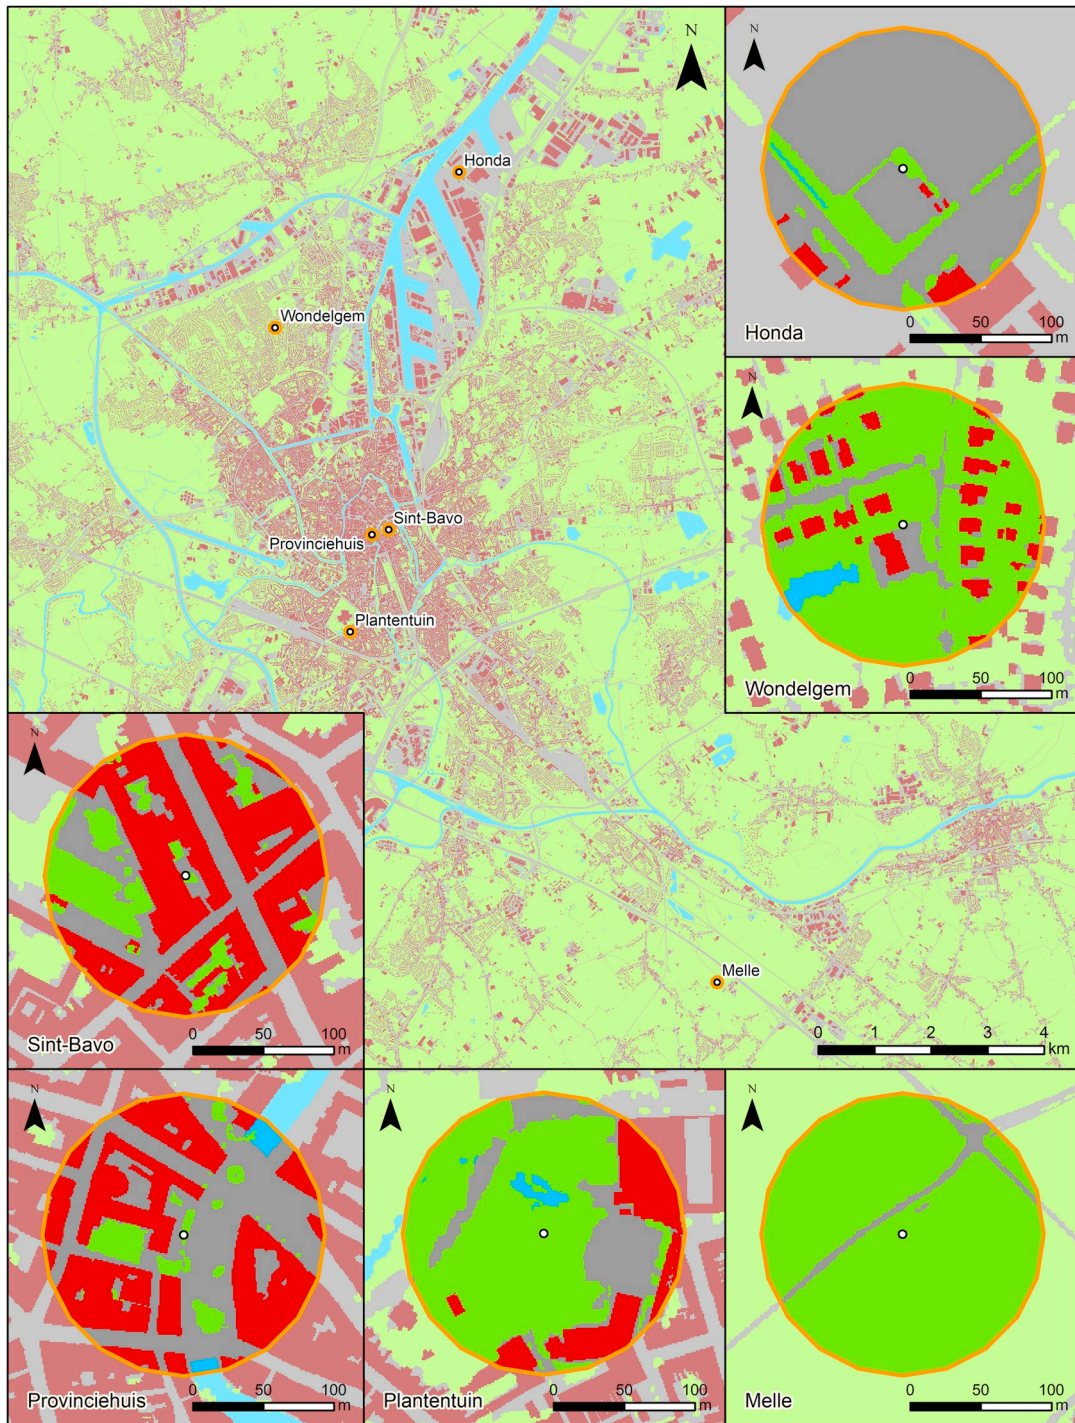 N
Honda
Wondelgem
Sint-Bavo
Provinciehuis
Plantentuin
Melle
0 1 2 3 4
km
N
Honda
0 50 100
m
N
Wondelgem
0 50 100
m
N
Sint-Bavo
0 50 100
m
N
Provinciehuis
0 50 100
m
N
Plantentuin
0 50 100
m
N
Melle
0 50 100
m